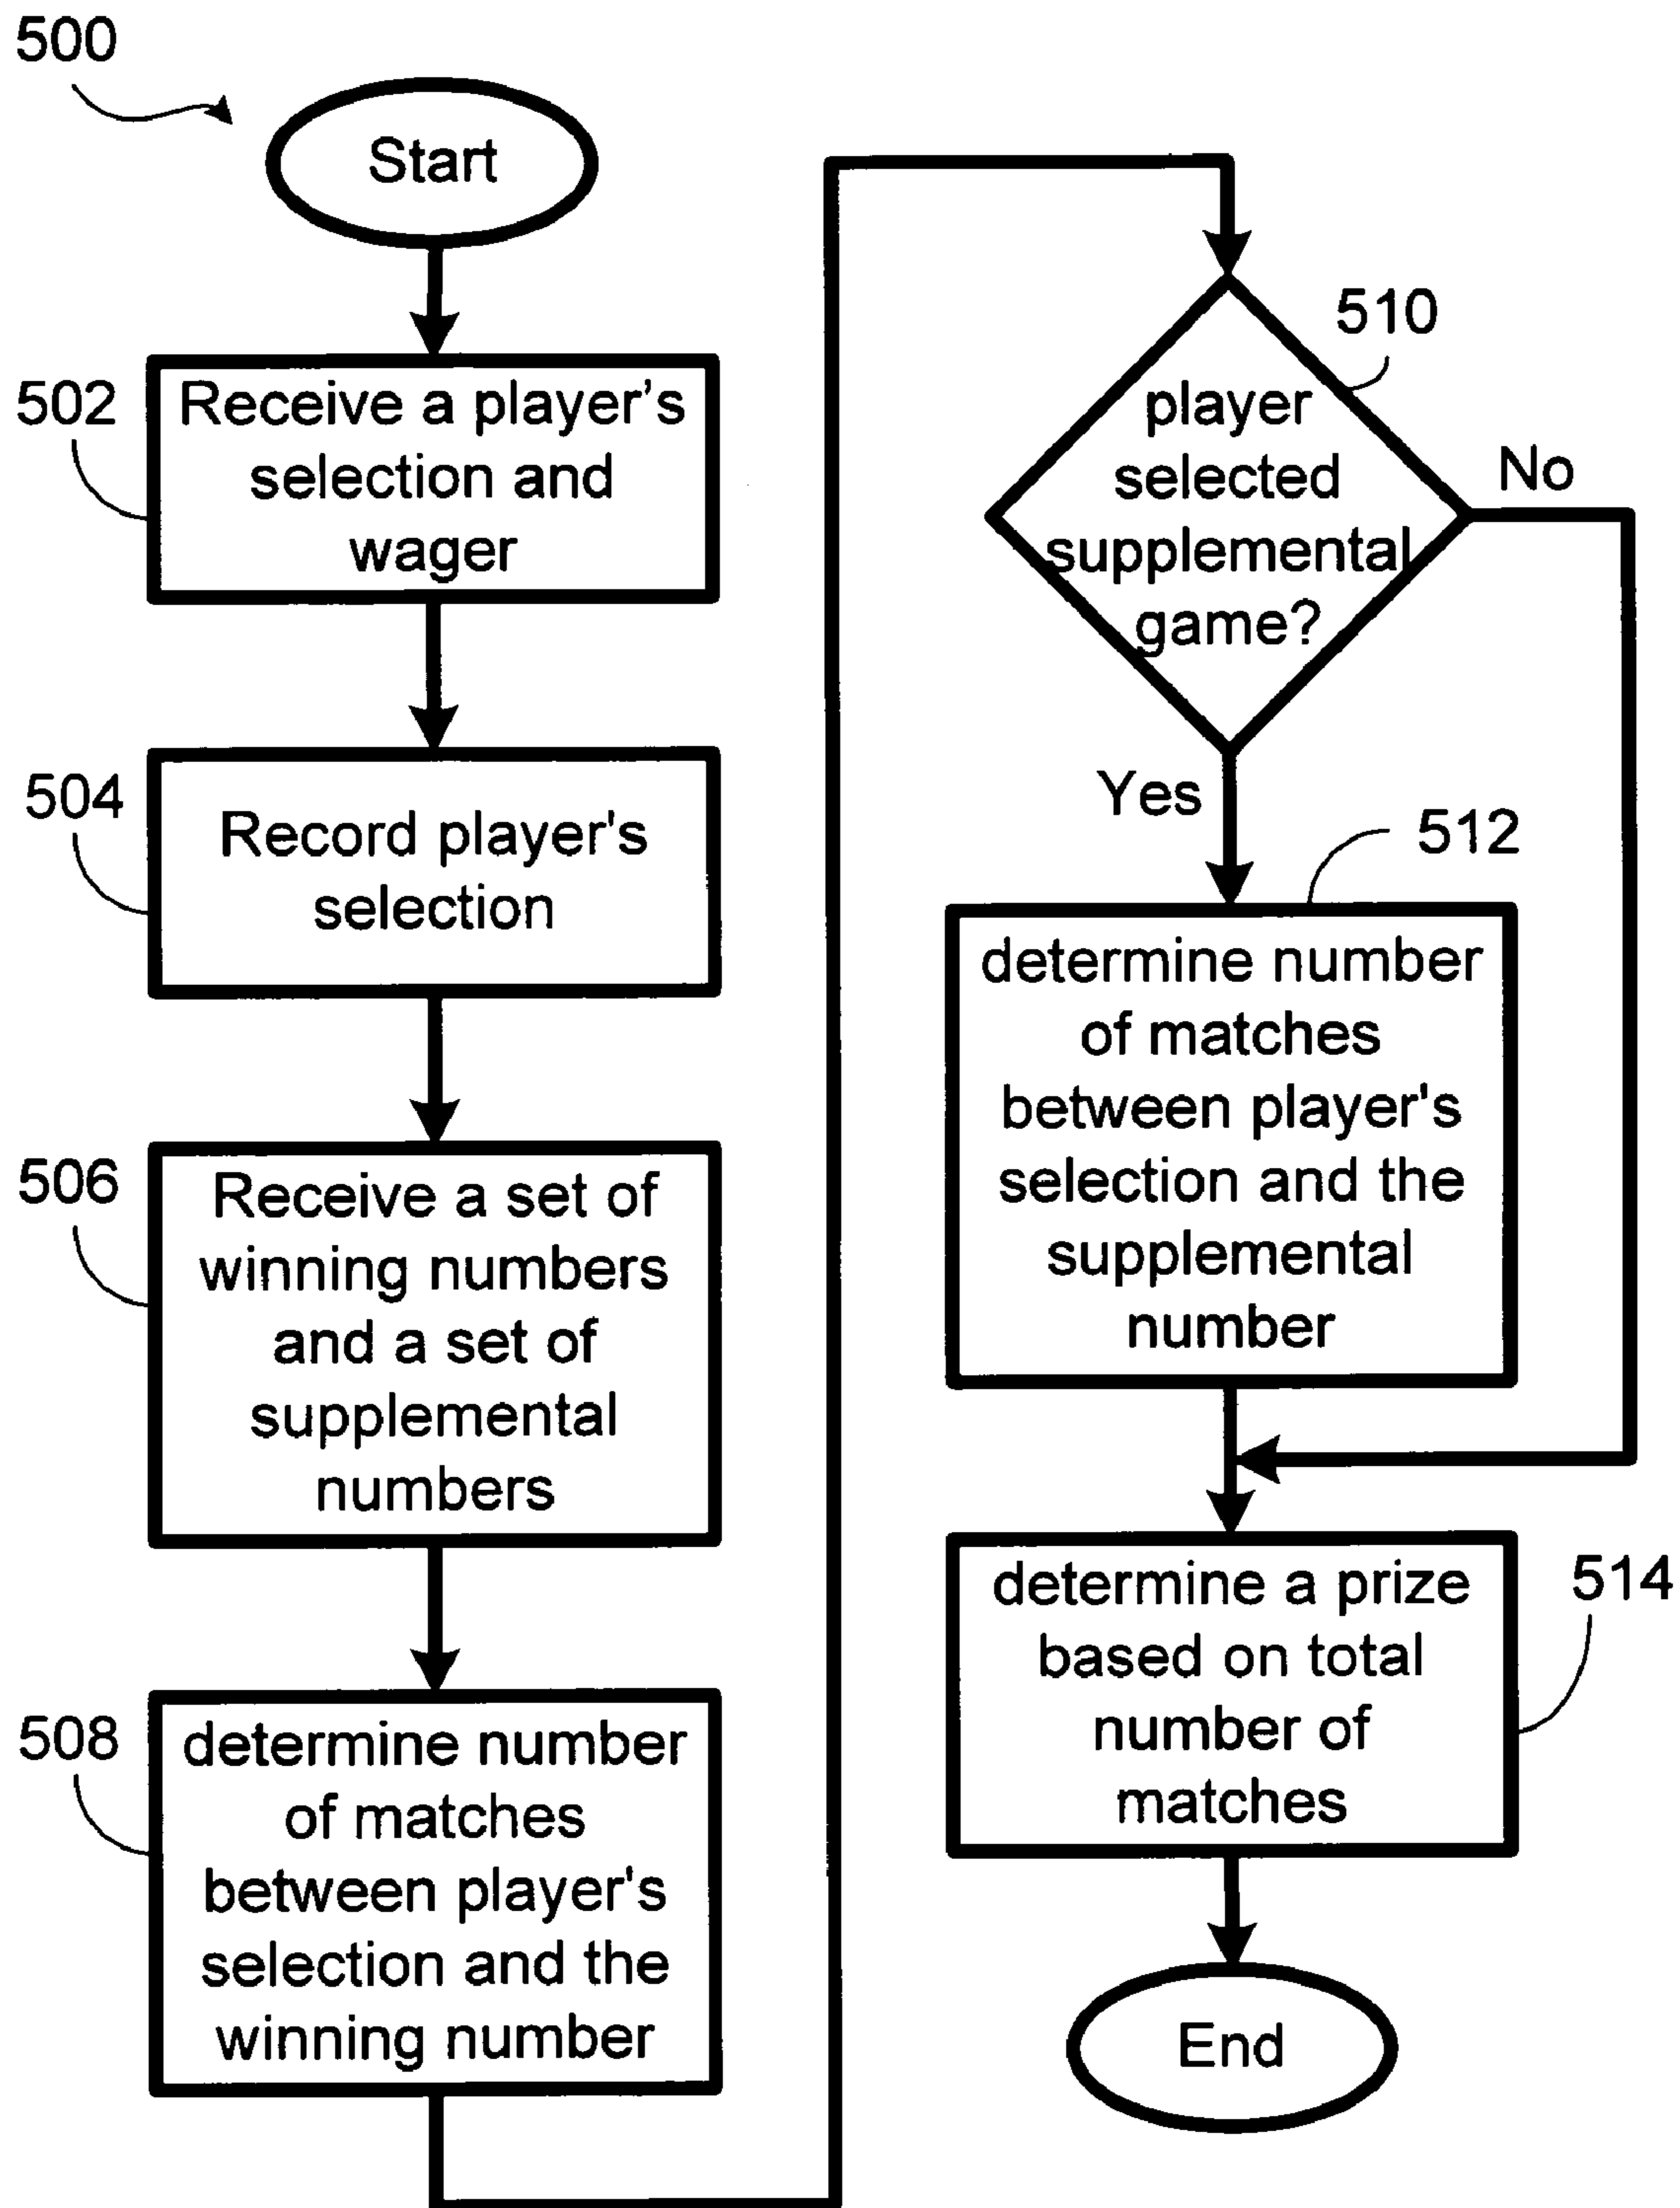 500
Start
502
Receive a player's
selection and
wager
504
Record player's
selection
506
Receive a set of
winning numbers
and a set of
supplemental
numbers
508
determine number
of matches
between player's
selection and the
winning number
510
player
selected
supplemental
game?
No
Yes
512
determine number
of matches
between player's
selection and the
supplemental
number
514
determine a prize
based on total
number of
matches
End